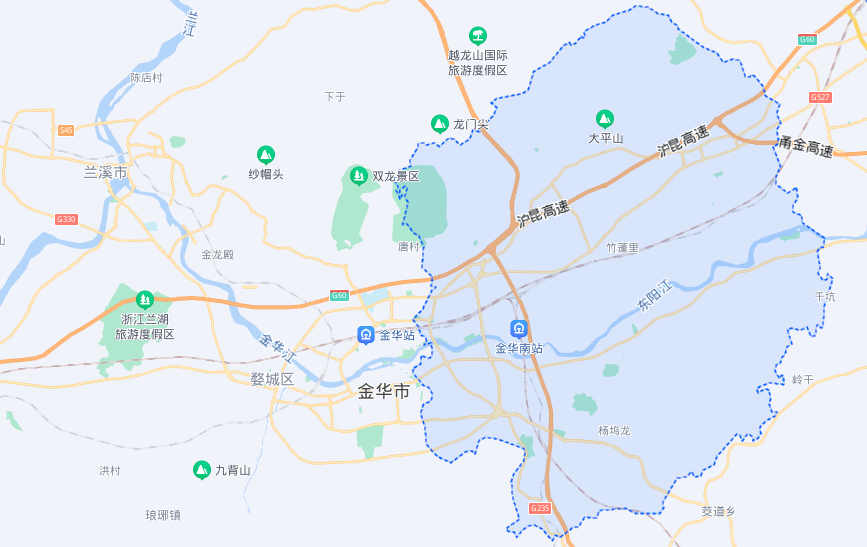 兰江
越龙山国际
旅游度假区
G60
陈店村
下于
G527
S45
龙门尖
大平山
沪昆高速
甬金高速
兰溪市
纱帽头
双龙景区
G330
沪昆高速
山
唐村
竹蓬里
金龙殿
东阳江
G60
干坑
浙江兰湖
旅游度假区
金华站
金华江
金华南站
婺城区
金华市
岭干
杨坞龙
洪村
九背山
G235
琅琊镇
茭道乡